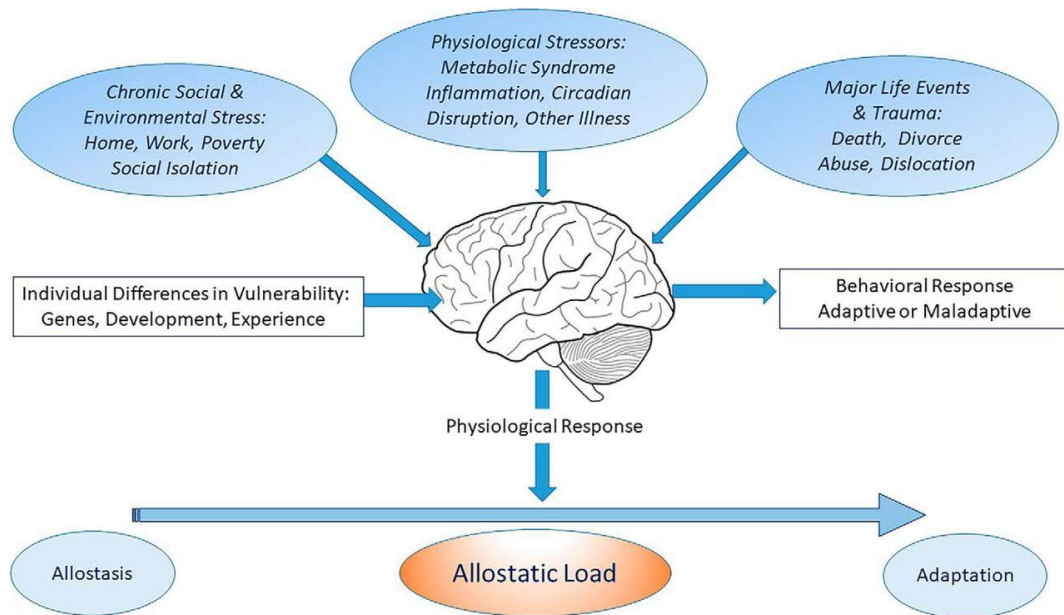 Chronic Social &
Environmental Stress:
Home, Work, Poverty
Social Isolation
Physiological Stressors:
Metabolic Syndrome
Inflammation, Circadian
Disruption, Other Illness
Major Life Events
& Trauma:
Death, Divorce
Abuse, Dislocation
Individual Differences in Vulnerability:
Genes, Development, Experience
Behavioral Response
Adaptive or Maladaptive
Physiological Response
Allostasis
Allostatic Load
Adaptation